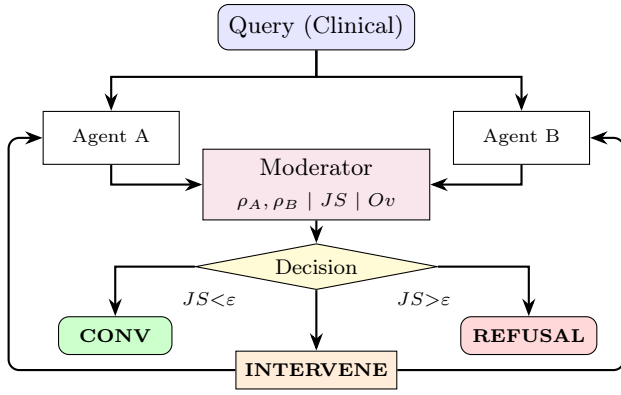 Query (Clinical)
Agent A
Agent B
Moderator
ρ_A, ρ_B | JS | Ov
Decision
JS<ε
JS>ε
CONV
REFUSAL
INTERVENE